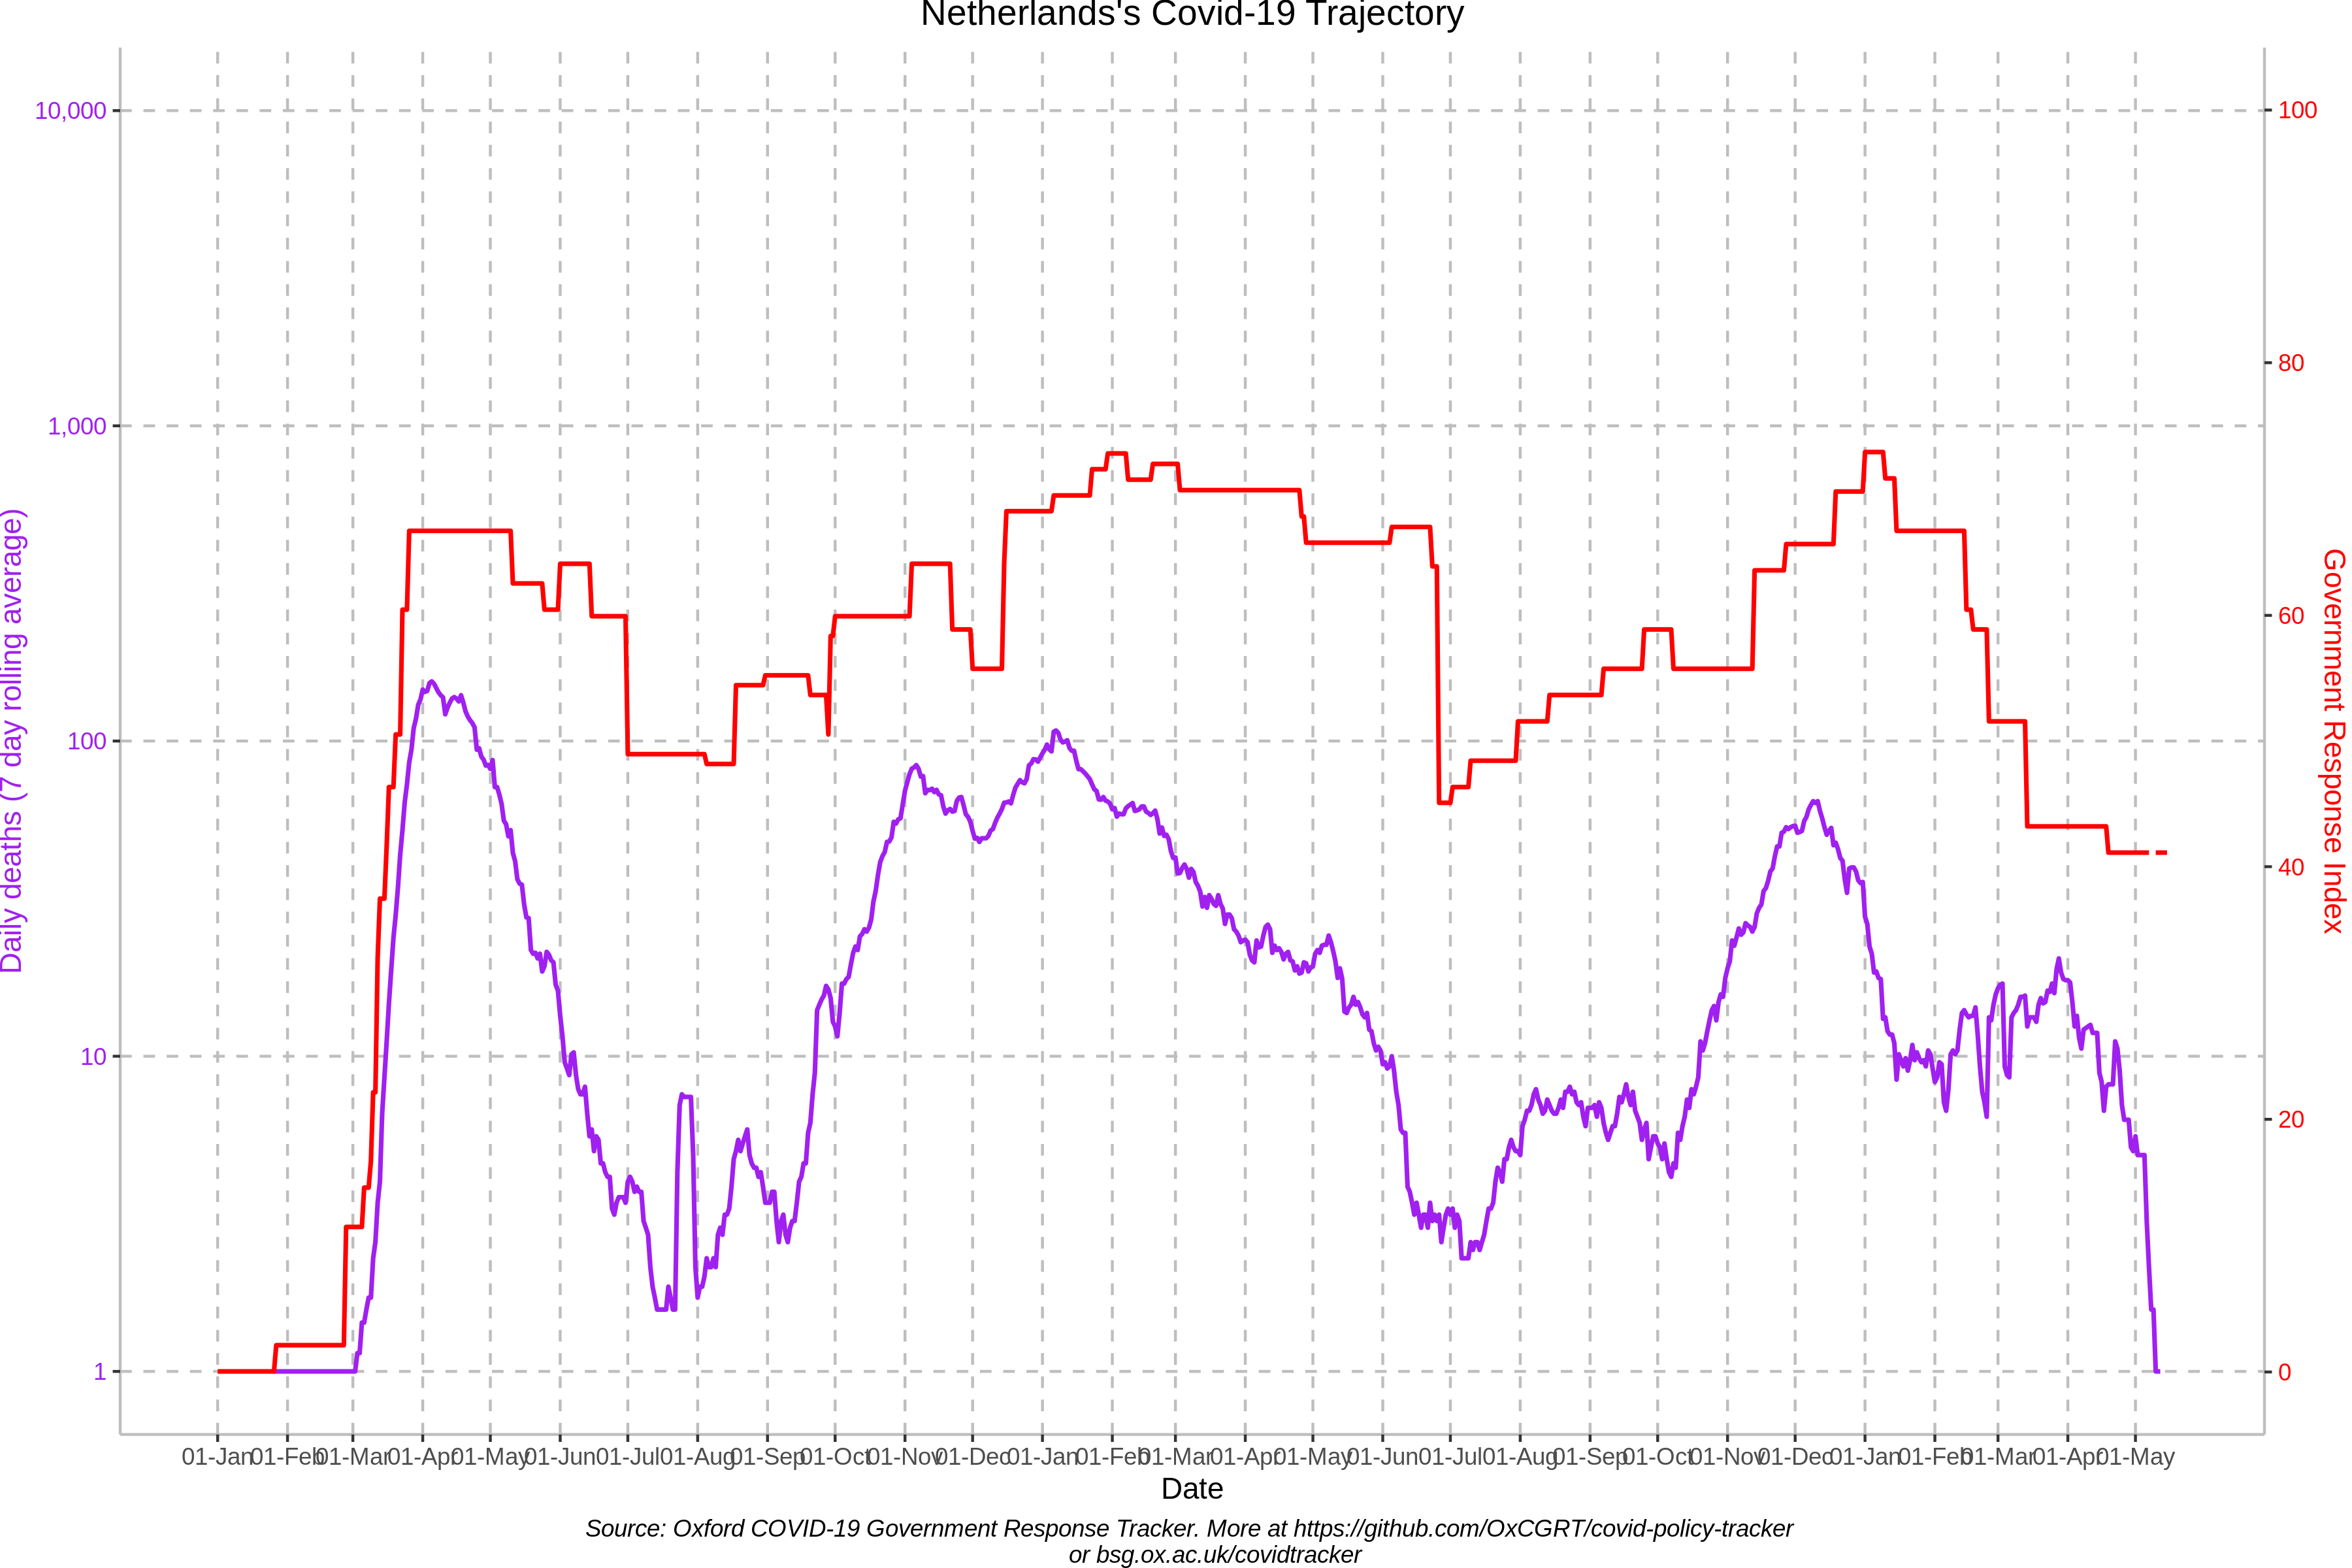 Netherlands's Covid-19 Trajectory
Daily deaths (7 day rolling average)
10,000
1,000
100
10
1
Government Response Index
100
80
60
40
20
0
01-Jan 01-Feb 01-Mar 01-Apr 01-May 01-Jun 01-Jul 01-Aug 01-Sep 01-Oct 01-Nov 01-Dec 01-Jan 01-Feb 01-Mar 01-Apr 01-May 01-Jun 01-Jul 01-Aug 01-Sep 01-Oct 01-Nov 01-Dec 01-Jan 01-Feb 01-Mar 01-Apr 01-May
Date
Source: Oxford COVID-19 Government Response Tracker. More at https://github.com/OxCGRT/covid-policy-tracker
or bsg.ox.ac.uk/covidtracker